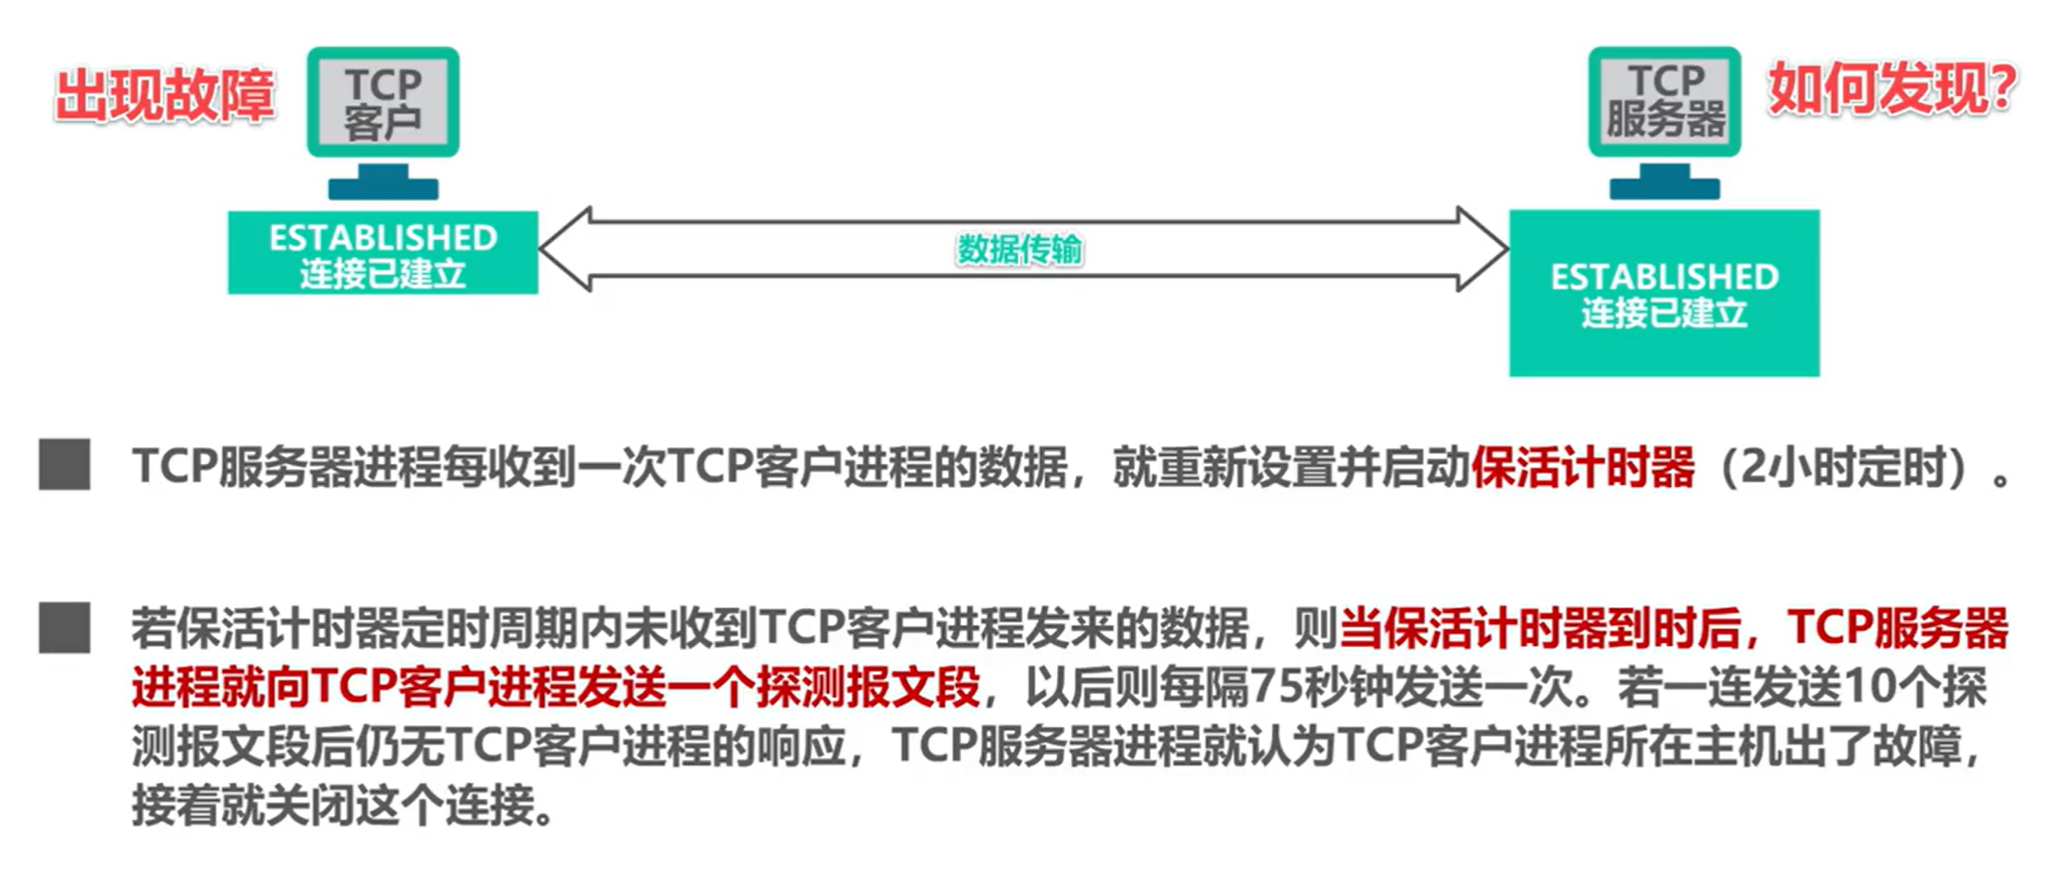 出现故障
TCP
客户
TCP
服务器
如何发现?
ESTABLISHED
连接已建立
数据传输
ESTABLISHED
连接已建立
TCP服务器进程每收到一次TCP客户进程的数据，就重新设置并启动保活计时器（2小时定时）。
若保活计时器定时周期内未收到TCP客户进程发来的数据，则当保活计时器到时后，TCP服务器
进程就向TCP客户进程发送一个探测报文段，以后则每隔75秒钟发送一次。若一连发送10个探
测报文段后仍无TCP客户进程的响应，TCP服务器进程就认为TCP客户进程所在主机出了故障，
接着就关闭这个连接。